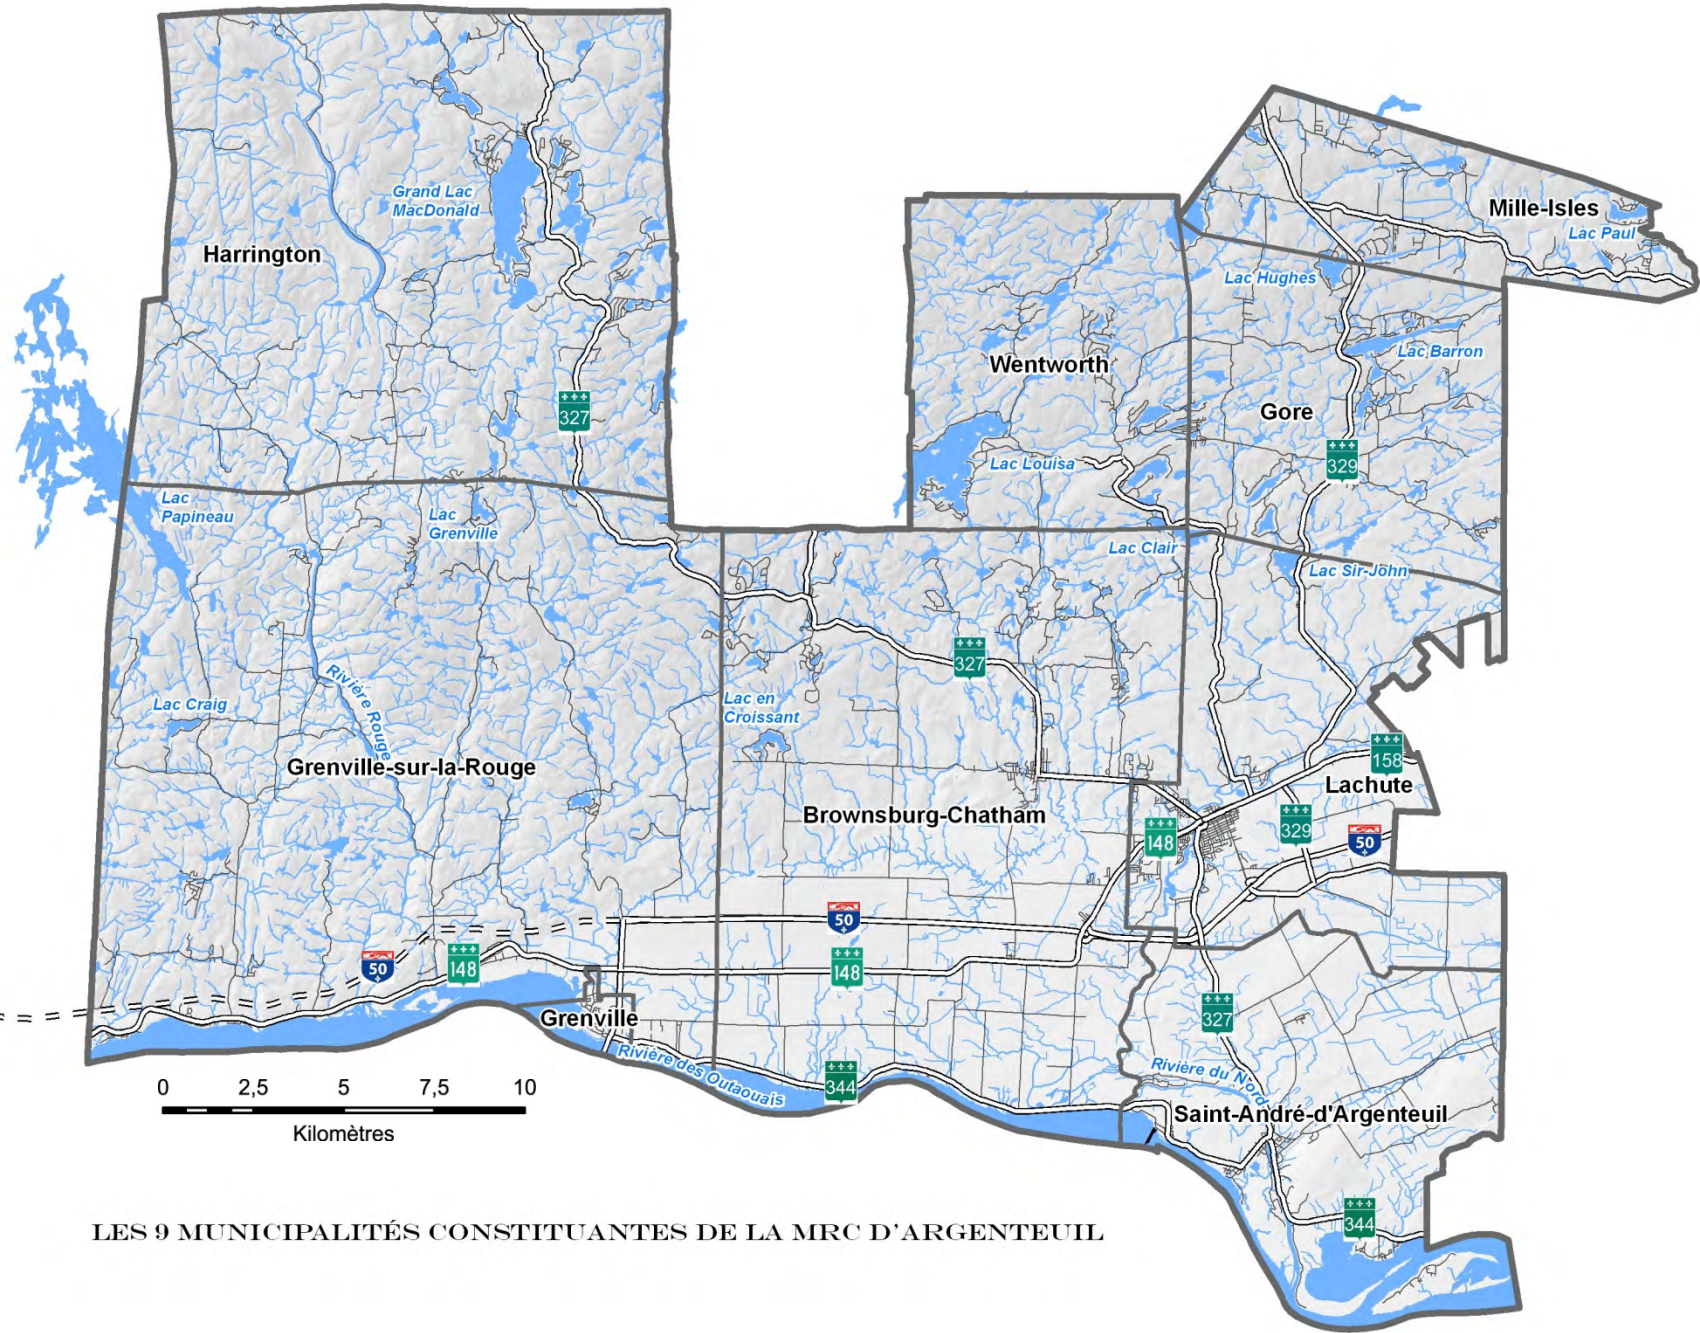 Mille-Isles
Lac Paul
Grand Lac
MacDonald
Harrington
Lac Hughes
Lac Barron
Wentworth
Gore
327
329
Lac Louisa
Lac
Papineau
Lac
Grenville
Lac Clair
Lac Sir-John
327
Rivière Rouge
Lac Craig
Lac en
Croissant
158
Grenville-sur-la-Rouge
Lachute
Brownsburg-Chatham
329
148
50
50
148
50
148
327
Grenville
Rivière des Outaouais
Rivière du Nord
344
Saint-André-d'Argenteuil
344
0 2,5 5 7,5 10
Kilomètres
LES 9 MUNICIPALITÉS CONSTITUANTES DE LA MRC D'ARGENTEUIL